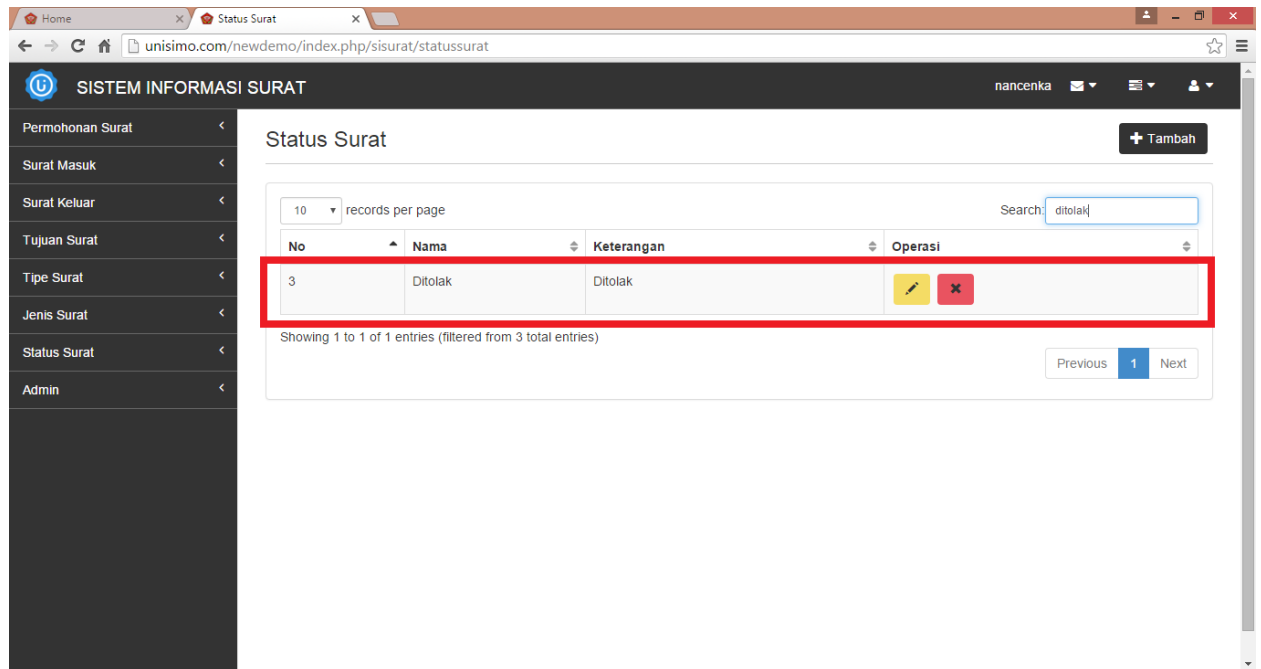 Home
Status Surat
unisimo.com/newdemo/index.php/sisurat/statussurat
SISTEM INFORMASI SURAT
nancenka
Permohonan Surat
Surat Masuk
Surat Keluar
Tujuan Surat
Tipe Surat
Jenis Surat
Status Surat
Admin
Status Surat
Tambah
10 records per page
Search: ditolak
No Nama Keterangan Operasi
3 Ditolak Ditolak
Showing 1 to 1 of 1 entries (filtered from 3 total entries)
Previous 1 Next